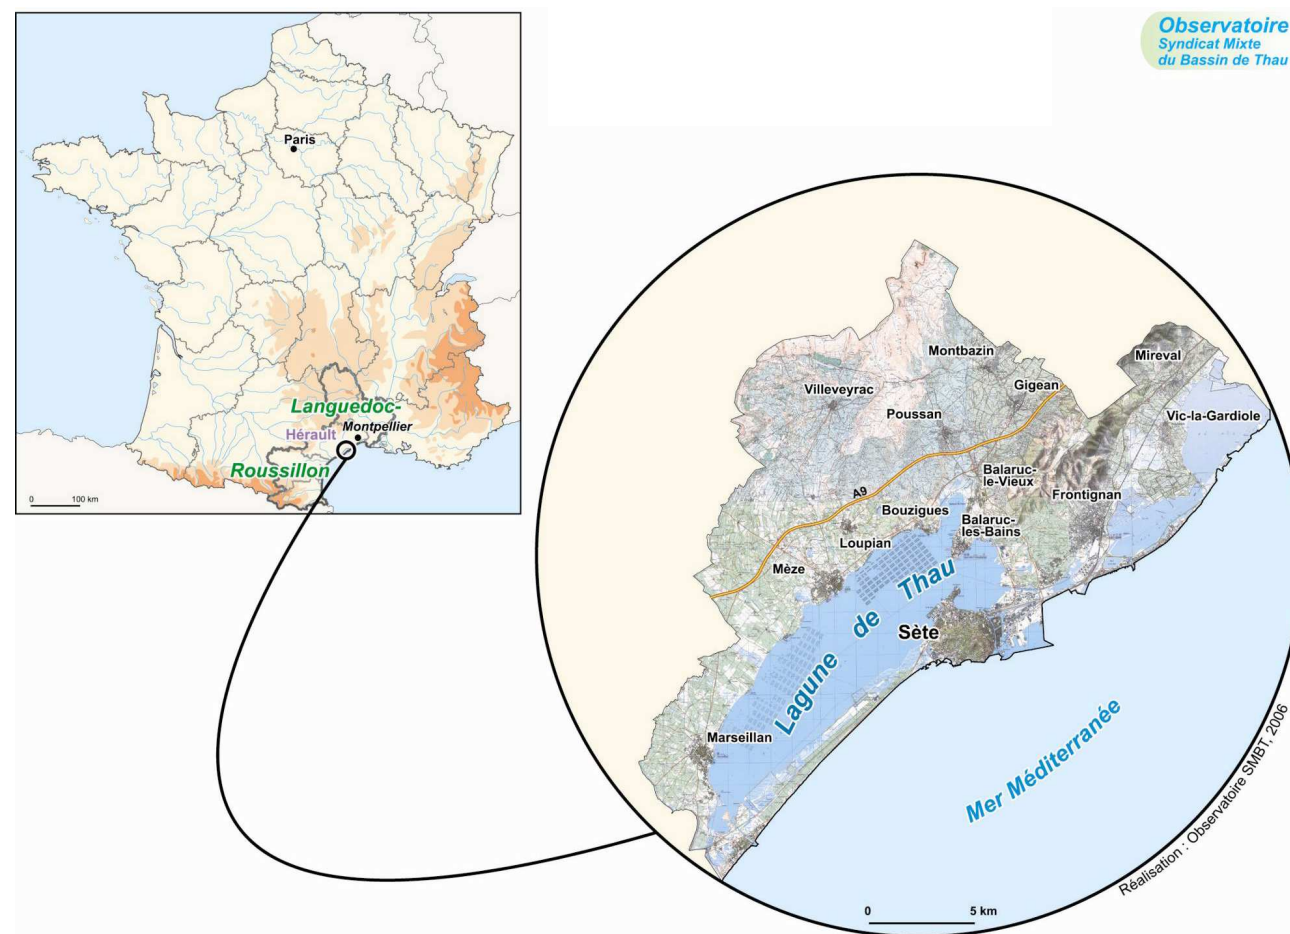 Observatoire
Syndicat Mixte
du Bassin de Thau
Paris
Languedoc-
Montpellier
Hérault
Roussillon
0 100 km
Montbazin
Mireval
Villeveyrac
Gigean
Poussan
Vic-la-Gardiole
Balaruc-
le-Vieux
A9
Frontignan
Bouzigues
Balaruc-
les-Bains
Loupian
Mèze
Lagune de Thau
Sète
Marseillan
Mer Méditerranée
Réalisation : Observatoire SMBT, 2006
0 5 km